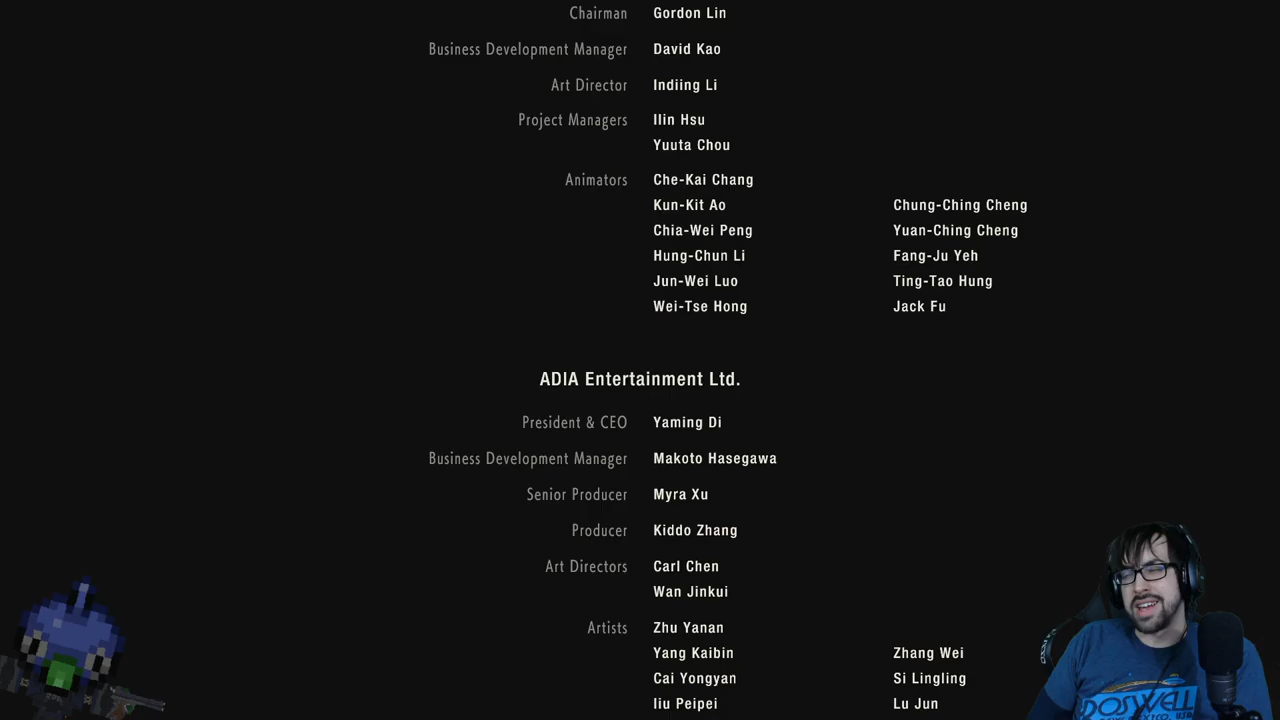 Chairman Gordon Lin
Business Development Manager David Kao
Art Director Indiing Li
Project Managers Ilin Hsu
Yuuta Chou
Animators Che-Kai Chang
Kun-Kit Ao Chung-Ching Cheng
Chia-Wei Peng Yuan-Ching Cheng
Hung-Chun Li Fang-Ju Yeh
Jun-Wei Luo Ting-Tao Hung
Wei-Tse Hong Jack Fu
ADIA Entertainment Ltd.
President & CEO Yaming Di
Business Development Manager Makoto Hasegawa
Senior Producer Myra Xu
Producer Kiddo Zhang
Art Directors Carl Chen
Wan Jinkui
Artists Zhu Yanan
Yang Kaibin Zhang Wei
Cai Yongyan Si Lingling
Peipei Lu Jun